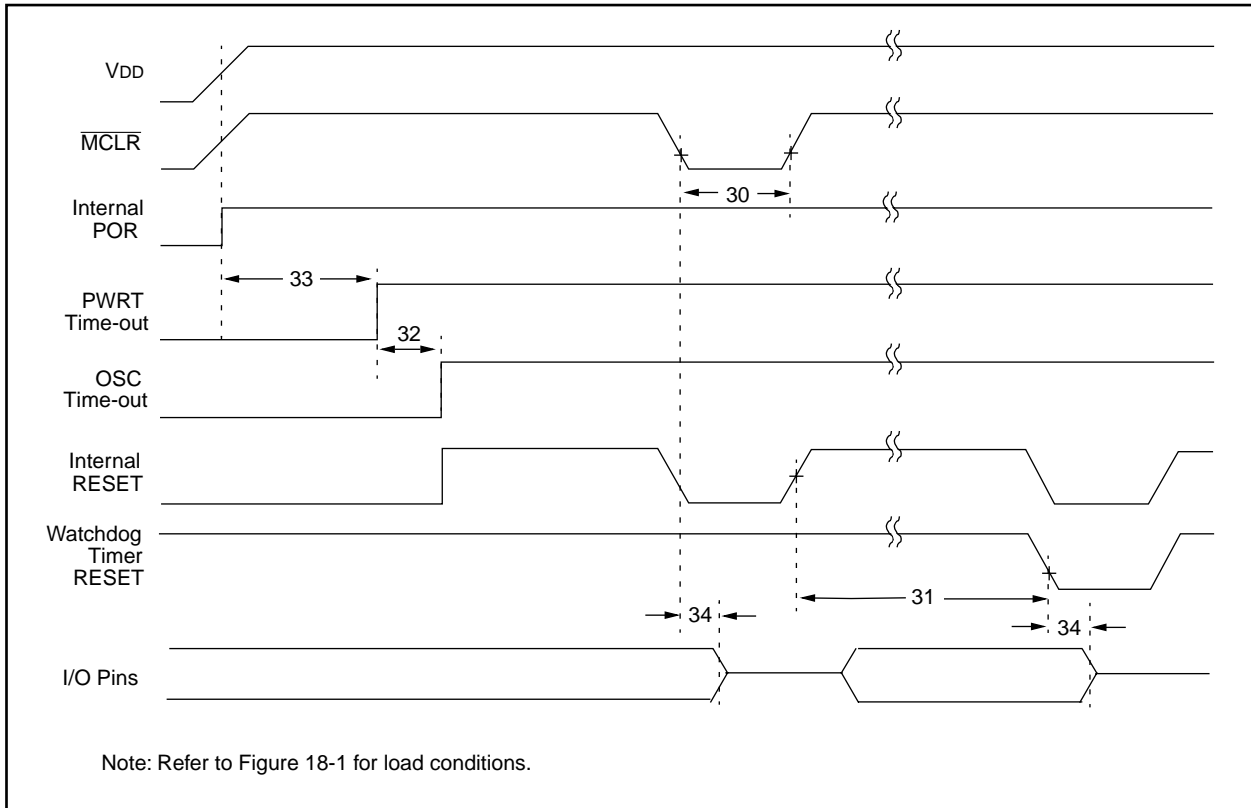 VDD
MCLR
30
Internal
POR
33
PWRT
Time-out
32
OSC
Time-out
Internal
RESET
Watchdog
Timer
RESET
31
34
34
I/O Pins
Note: Refer to Figure 18-1 for load conditions.